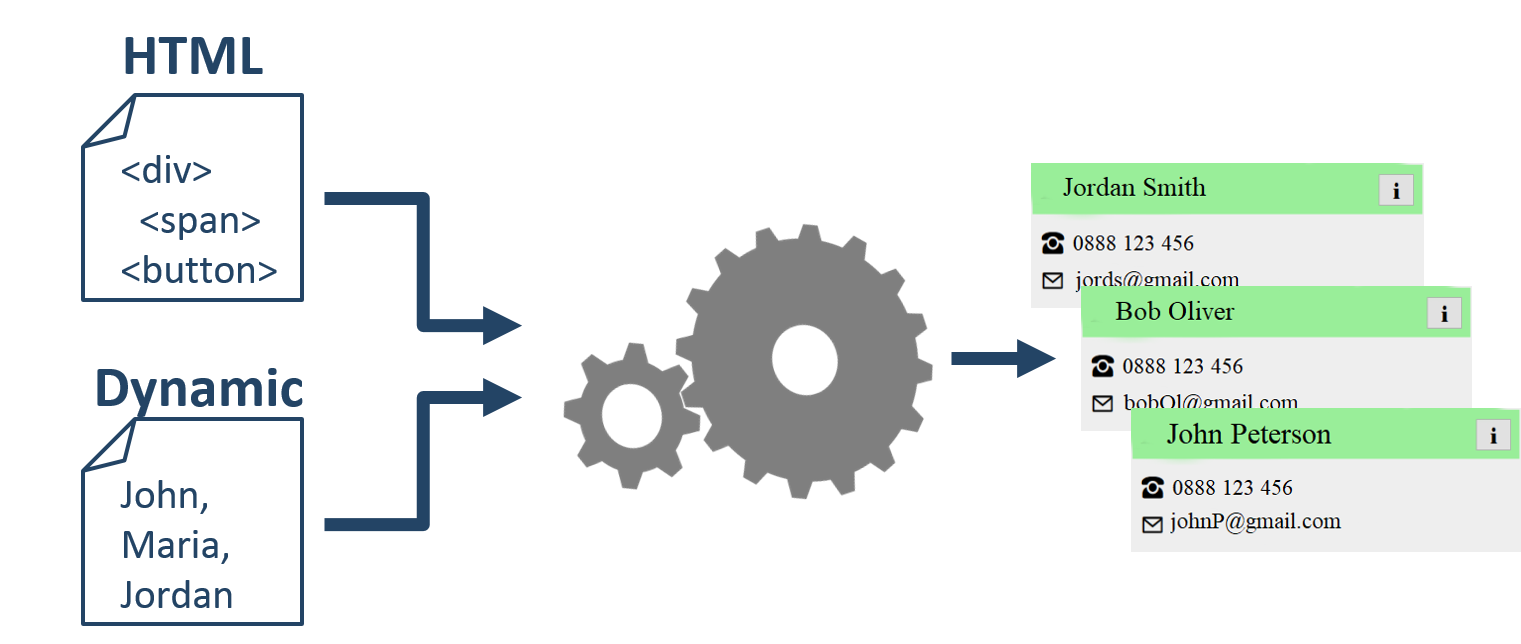 HTML
<div>
<span>
<button>
Dynamic
John,
Maria,
Jordan
Jordan Smith i
0888 123 456
jords@gmail.com
Bob Oliver i
0888 123 456
bobOl@gmail.com
John Peterson i
0888 123 456
johnP@gmail.com